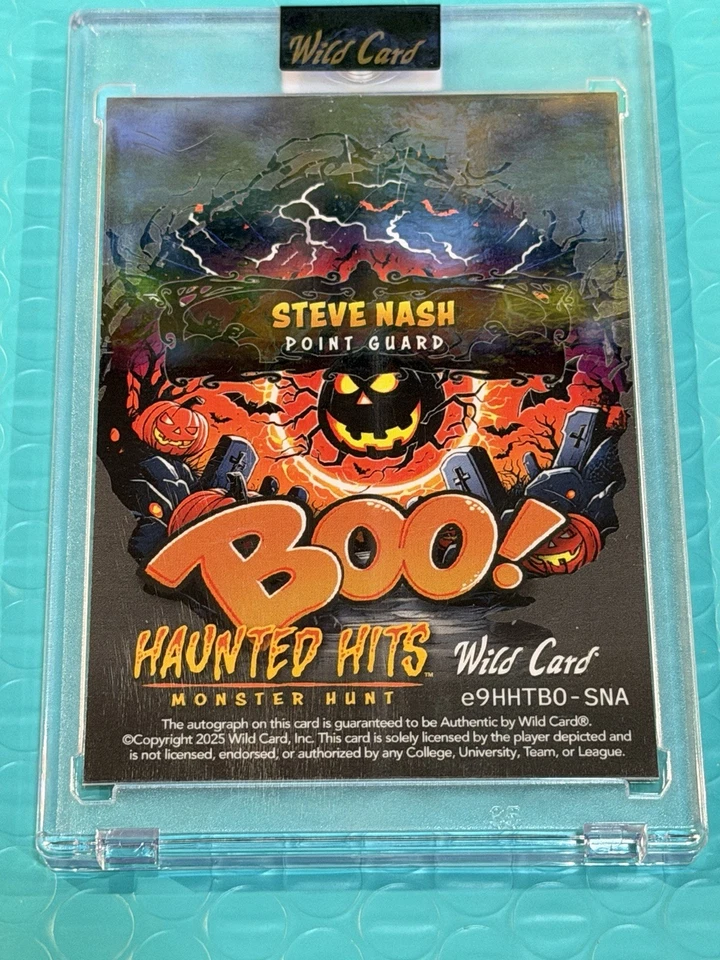 Wild Card
STEVE NASH
POINT GUARD
BOO!
HAUNTED HITS™ Wild Card
MONSTER HUNT e9HHTBO-SNA
The autograph on this card is guaranteed to be Authentic by Wild Card®.
©Copyright 2025 Wild Card, Inc. This card is solely licensed by the player depicted and
is not licensed, endorsed, or authorized by any College, University, Team, or League.